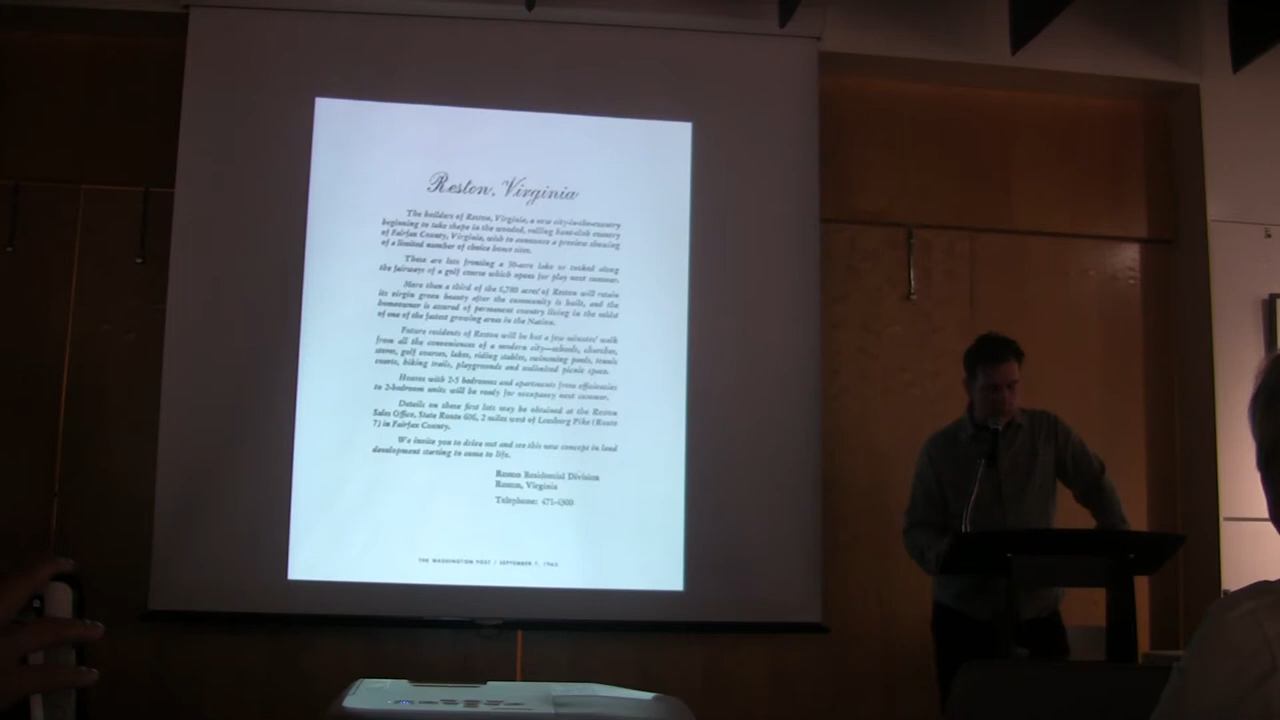 Reston, Virginia
The builders of Reston, Virginia, a new city-in-the-country
beginning to take shape in the wooded, rolling hunt-club country
of Fairfax County, Virginia, wish to announce a preview showing
of a limited number of choice home sites.
These are lots fronting a 30-acre lake or tucked along
the fairways of a golf course which opens for play next summer.
More than a third of the 6,780 acres of Reston will retain
its virgin green beauty after the community is built, and the
homeowner is assured of permanent country living in the midst
of one of the fastest growing areas in the Nation.
Future residents of Reston will be but a few minutes' walk
from all the conveniences of a modern city—schools, churches,
stores, golf courses, lakes, riding stables, swimming pools, tennis
courts, biking trails, playgrounds and unlimited picnic space.
Houses with 2-5 bedrooms and apartments from efficiencies
to 2-bedroom units will be ready for occupancy next summer.
Details on these first lots may be obtained at the Reston
Sales Office, State Route 606, 2 miles west of Leesburg Pike (Route
7) in Fairfax County.
We invite you to drive out and see this new concept in land
development starting to come to life.
Reston Residential Division
Reston, Virginia
Telephone: 471-4300
THE WASHINGTON POST / SEPTEMBER 7, 1963